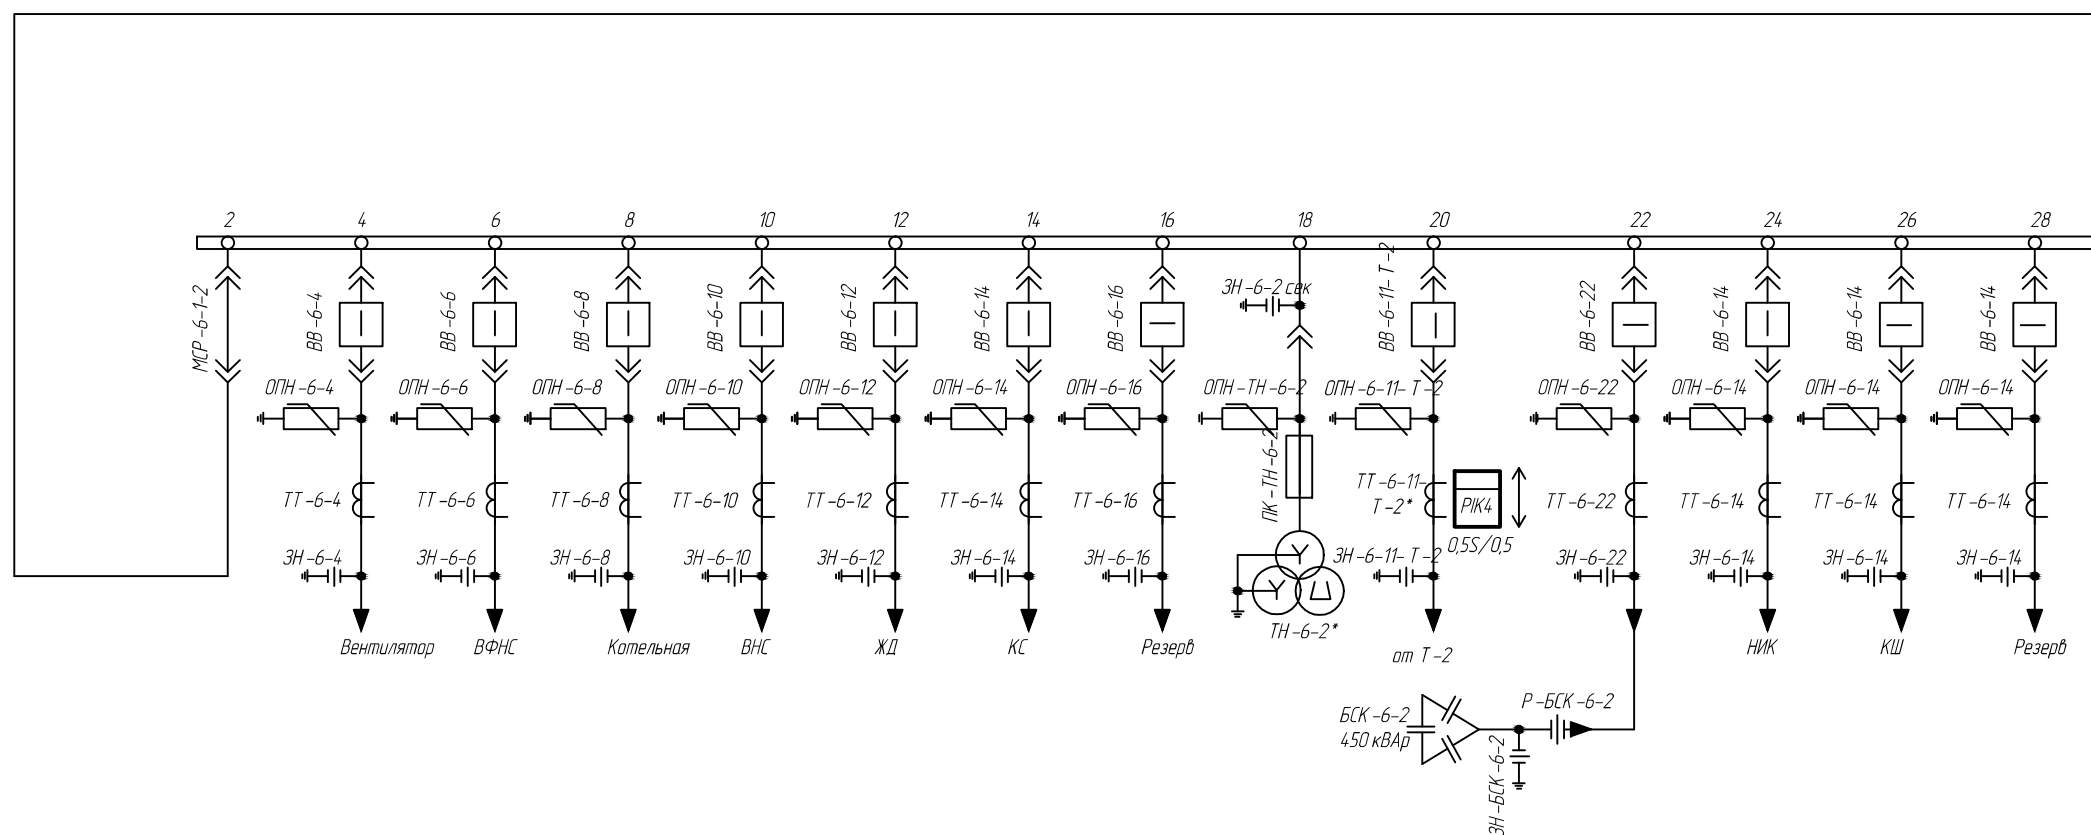 2 4 6 8 10 12 14 16 18 20 22 24 26 28
МСР-6-1-2
ВВ-6-4
ВВ-6-6
ВВ-6-8
ВВ-6-10
ВВ-6-12
ВВ-6-14
ВВ-6-16
ЗН-6-2 сек
ВВ-6-11-Т-2
ВВ-6-22
ВВ-6-14
ВВ-6-14
ВВ-6-14
ОПН-6-4
ОПН-6-6
ОПН-6-8
ОПН-6-10
ОПН-6-12
ОПН-6-14
ОПН-6-16
ОПН-ТН-6-2
ОПН-6-11-Т-2
ОПН-6-22
ОПН-6-14
ОПН-6-14
ОПН-6-14
ПК-ТН-6-2
ТТ-6-4
ТТ-6-6
ТТ-6-8
ТТ-6-10
ТТ-6-12
ТТ-6-14
ТТ-6-16
ТТ-6-11-
Т-2*
PIK4
0,5S/0,5
ТТ-6-22
ТТ-6-14
ТТ-6-14
ТТ-6-14
ЗН-6-4
ЗН-6-6
ЗН-6-8
ЗН-6-10
ЗН-6-12
ЗН-6-14
ЗН-6-16
ЗН-6-11-Т-2
ЗН-6-22
ЗН-6-14
ЗН-6-14
ЗН-6-14
Вентилятор
ВФНС
Котельная
ВНС
ЖД
КС
Резерв
ТН-6-2*
от Т-2
НИК
КШ
Резерв
БСК-6-2
450 кВАр
Р-БСК-6-2
ЗН-БСК-6-2